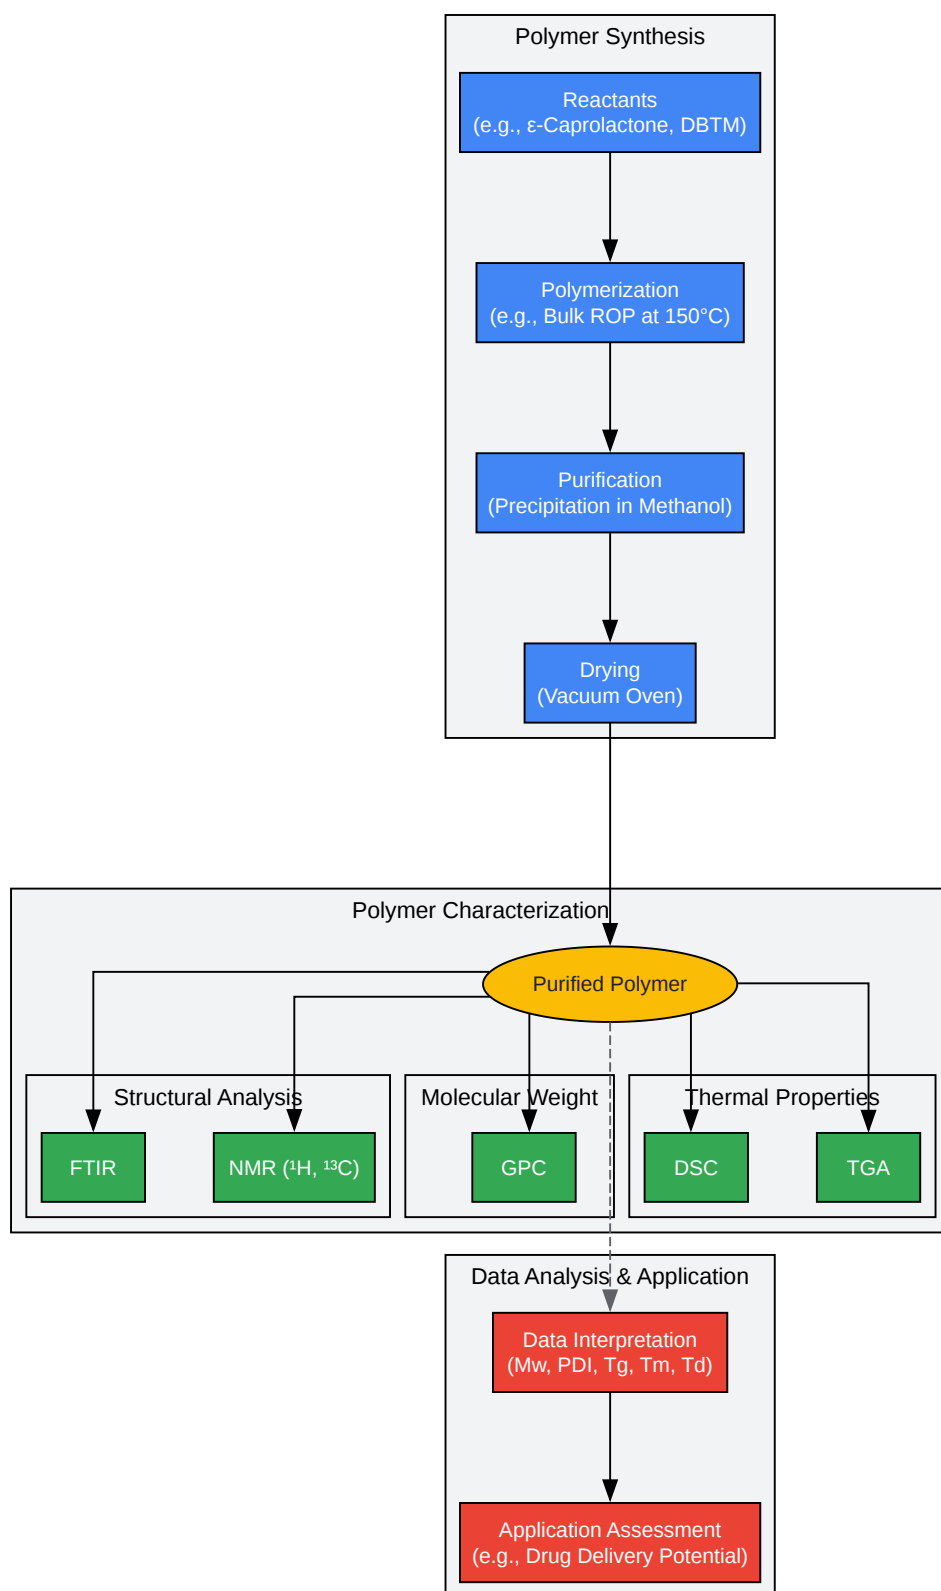 Polymer Synthesis
Reactants
(e.g., ε-Caprolactone, DBTM)
Polymerization
(e.g., Bulk ROP at 150°C)
Purification
(Precipitation in Methanol)
Drying
(Vacuum Oven)
Polymer Characterization
Purified Polymer
Structural Analysis
Molecular Weight
Thermal Properties
FTIR
NMR (¹H, ¹³C)
GPC
DSC
TGA
Data Analysis & Application
Data Interpretation
(Mw, PDI, Tg, Tm, Td)
Application Assessment
(e.g., Drug Delivery Potential)